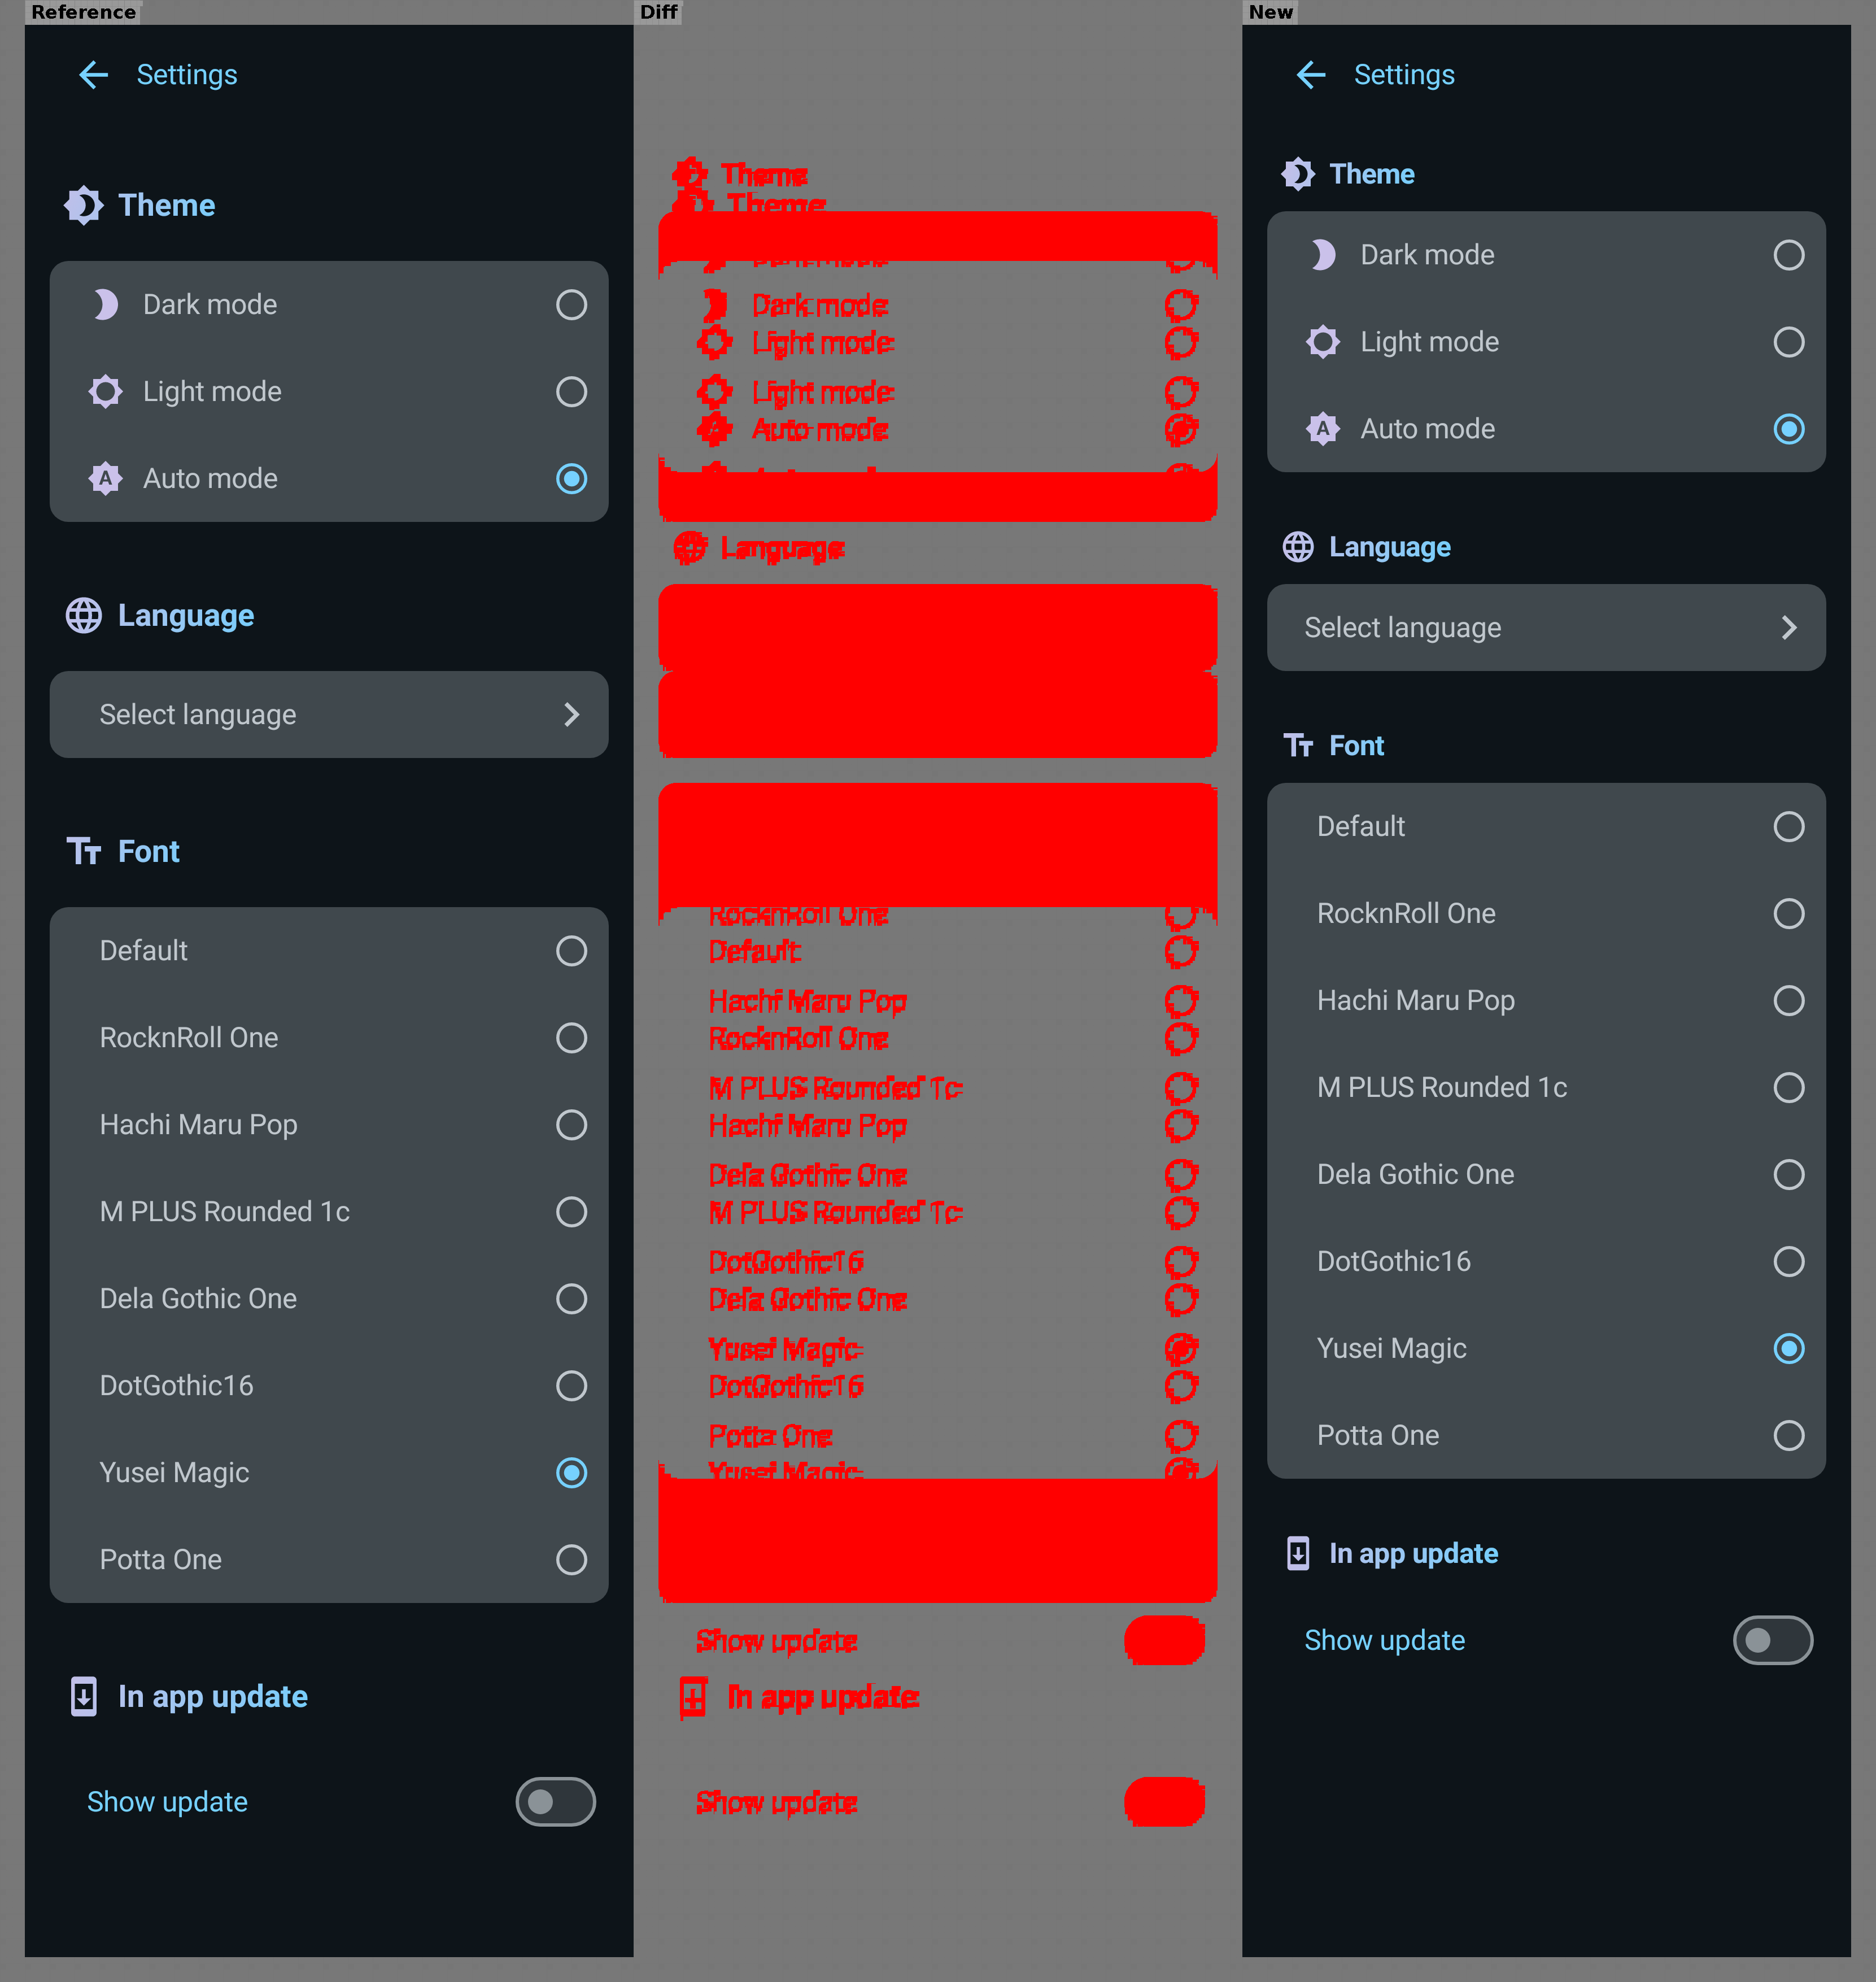 Reference
Settings
Theme
Dark mode
Light mode
A Auto mode
Language
Select language
Font
Default
RocknRoll One
Hachi Maru Pop
M PLUS Rounded 1c
Dela Gothic One
DotGothic16
Yusei Magic
Potta One
In app update
Show update
Diff
Theme
Theme
Dark mode
Light mode
Light mode
Auto mode
Language
RocknRoll One
Default
Hachi Maru Pop
RocknRoll One
M PLUS Rounded 1c
Hachi Maru Pop
Dela Gothic One
M PLUS Rounded 1c
DotGothic16
Dela Gothic One
Yusei Magic
DotGothic16
Potta One
Yusei Magic
Show update
In app update
Show update
New
Settings
Theme
Dark mode
Light mode
A Auto mode
Language
Select language
Font
Default
RocknRoll One
Hachi Maru Pop
M PLUS Rounded 1c
Dela Gothic One
DotGothic16
Yusei Magic
Potta One
In app update
Show update